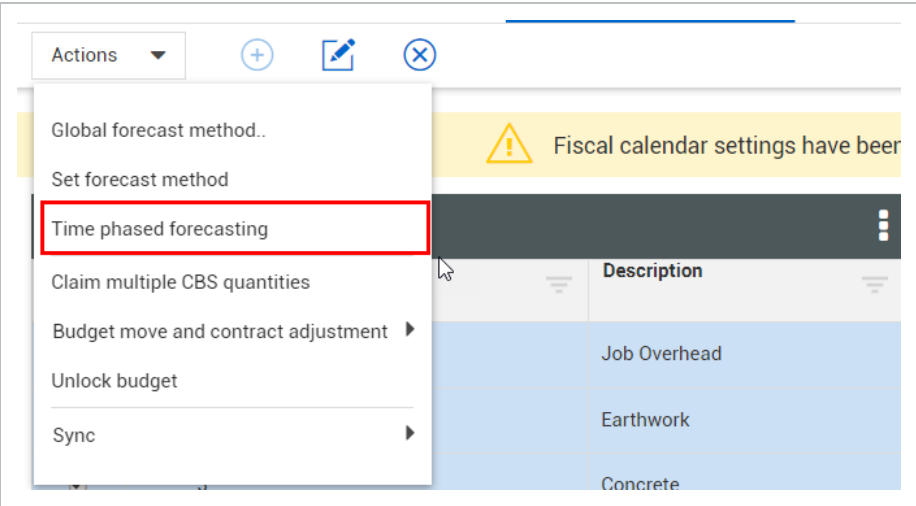 Actions
Fiscal calendar settings have been
Global forecast method..
Set forecast method
Time phased forecasting
Claim multiple CBS quantities
Budget move and contract adjustment
Unlock budget
Sync
Description
Job Overhead
Earthwork
Concrete